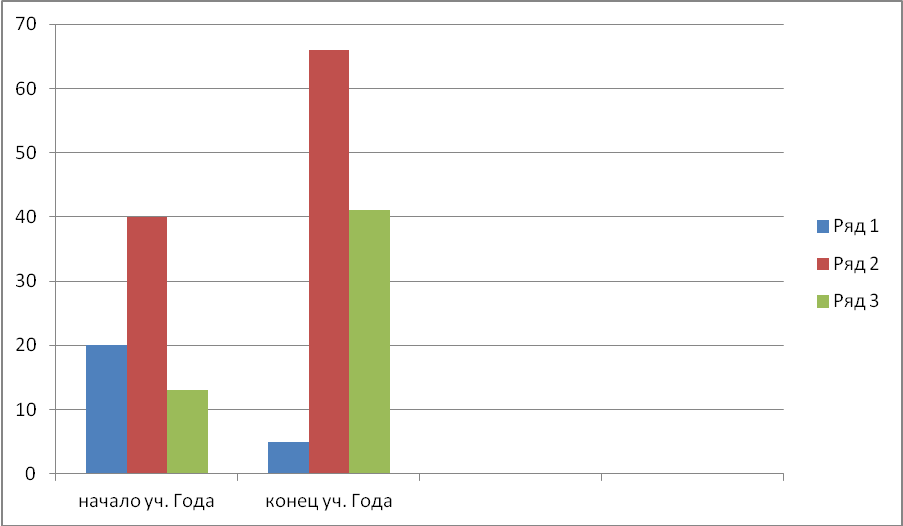 70
60
50
40
30
20
10
0
начало уч. Года
конец уч. Года
Ряд 1
Ряд 2
Ряд 3